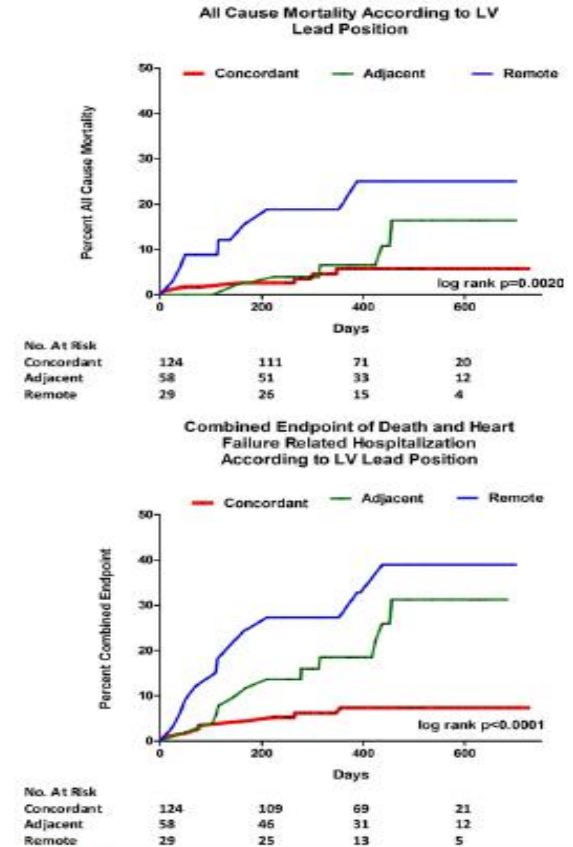 All Cause Mortality According to LV
Lead Position
Concordant Adjacent Remote
Percent All Cause Mortality
50
40
30
20
10
0
0 200 400 600
log rank p=0.0020
Days
No. At Risk
Concordant 124 111 71 20
Adjacent 58 51 33 12
Remote 29 26 15 4
Combined Endpoint of Death and Heart
Failure Related Hospitalization
According to LV Lead Position
Concordant Adjacent Remote
Percent Combined Endpoint
50
40
30
20
10
0
0 200 400 600
log rank p<0.0001
Days
No. At Risk
Concordant 124 109 69 21
Adjacent 58 46 31 12
Remote 29 25 13 5